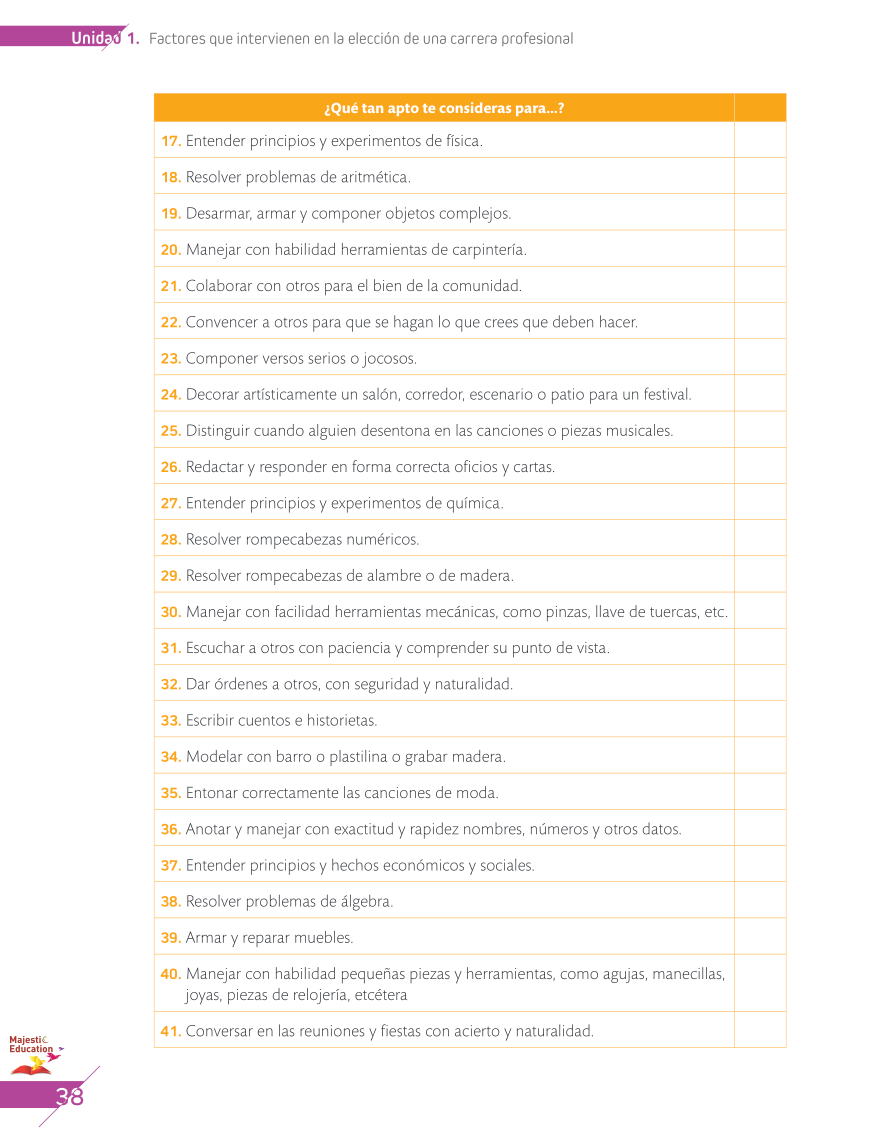 Unidad 1. Factores que intervienen en la elección de una carrera profesional
¿Qué tan apto te consideras para...?
17. Entender principios y experimentos de física.
18. Resolver problemas de aritmética.
19. Desarmar, armar y componer objetos complejos.
20. Manejar con habilidad herramientas de carpintería.
21. Colaborar con otros para el bien de la comunidad.
22. Convencer a otros para que se hagan lo que crees que deben hacer.
23. Componer versos serios o jocosos.
24. Decorar artísticamente un salón, corredor, escenario o patio para un festival.
25. Distinguir cuando alguien desentona en las canciones o piezas musicales.
26. Redactar y responder en forma correcta oficios y cartas.
27. Entender principios y experimentos de química.
28. Resolver rompecabezas numéricos.
29. Resolver rompecabezas de alambre o de madera.
30. Manejar con facilidad herramientas mecánicas, como pinzas, llave de tuercas, etc.
31. Escuchar a otros con paciencia y comprender su punto de vista.
32. Dar órdenes a otros, con seguridad y naturalidad.
33. Escribir cuentos e historietas.
34. Modelar con barro o plastilina o grabar madera.
35. Entonar correctamente las canciones de moda.
36. Anotar y manejar con exactitud y rapidez nombres, números y otros datos.
37. Entender principios y hechos económicos y sociales.
38. Resolver problemas de álgebra.
39. Armar y reparar muebles.
40. Manejar con habilidad pequeñas piezas y herramientas, como agujas, manecillas,
joyas, piezas de relojería, etcétera
41. Conversar en las reuniones y fiestas con acierto y naturalidad.
Majestic
Education
38